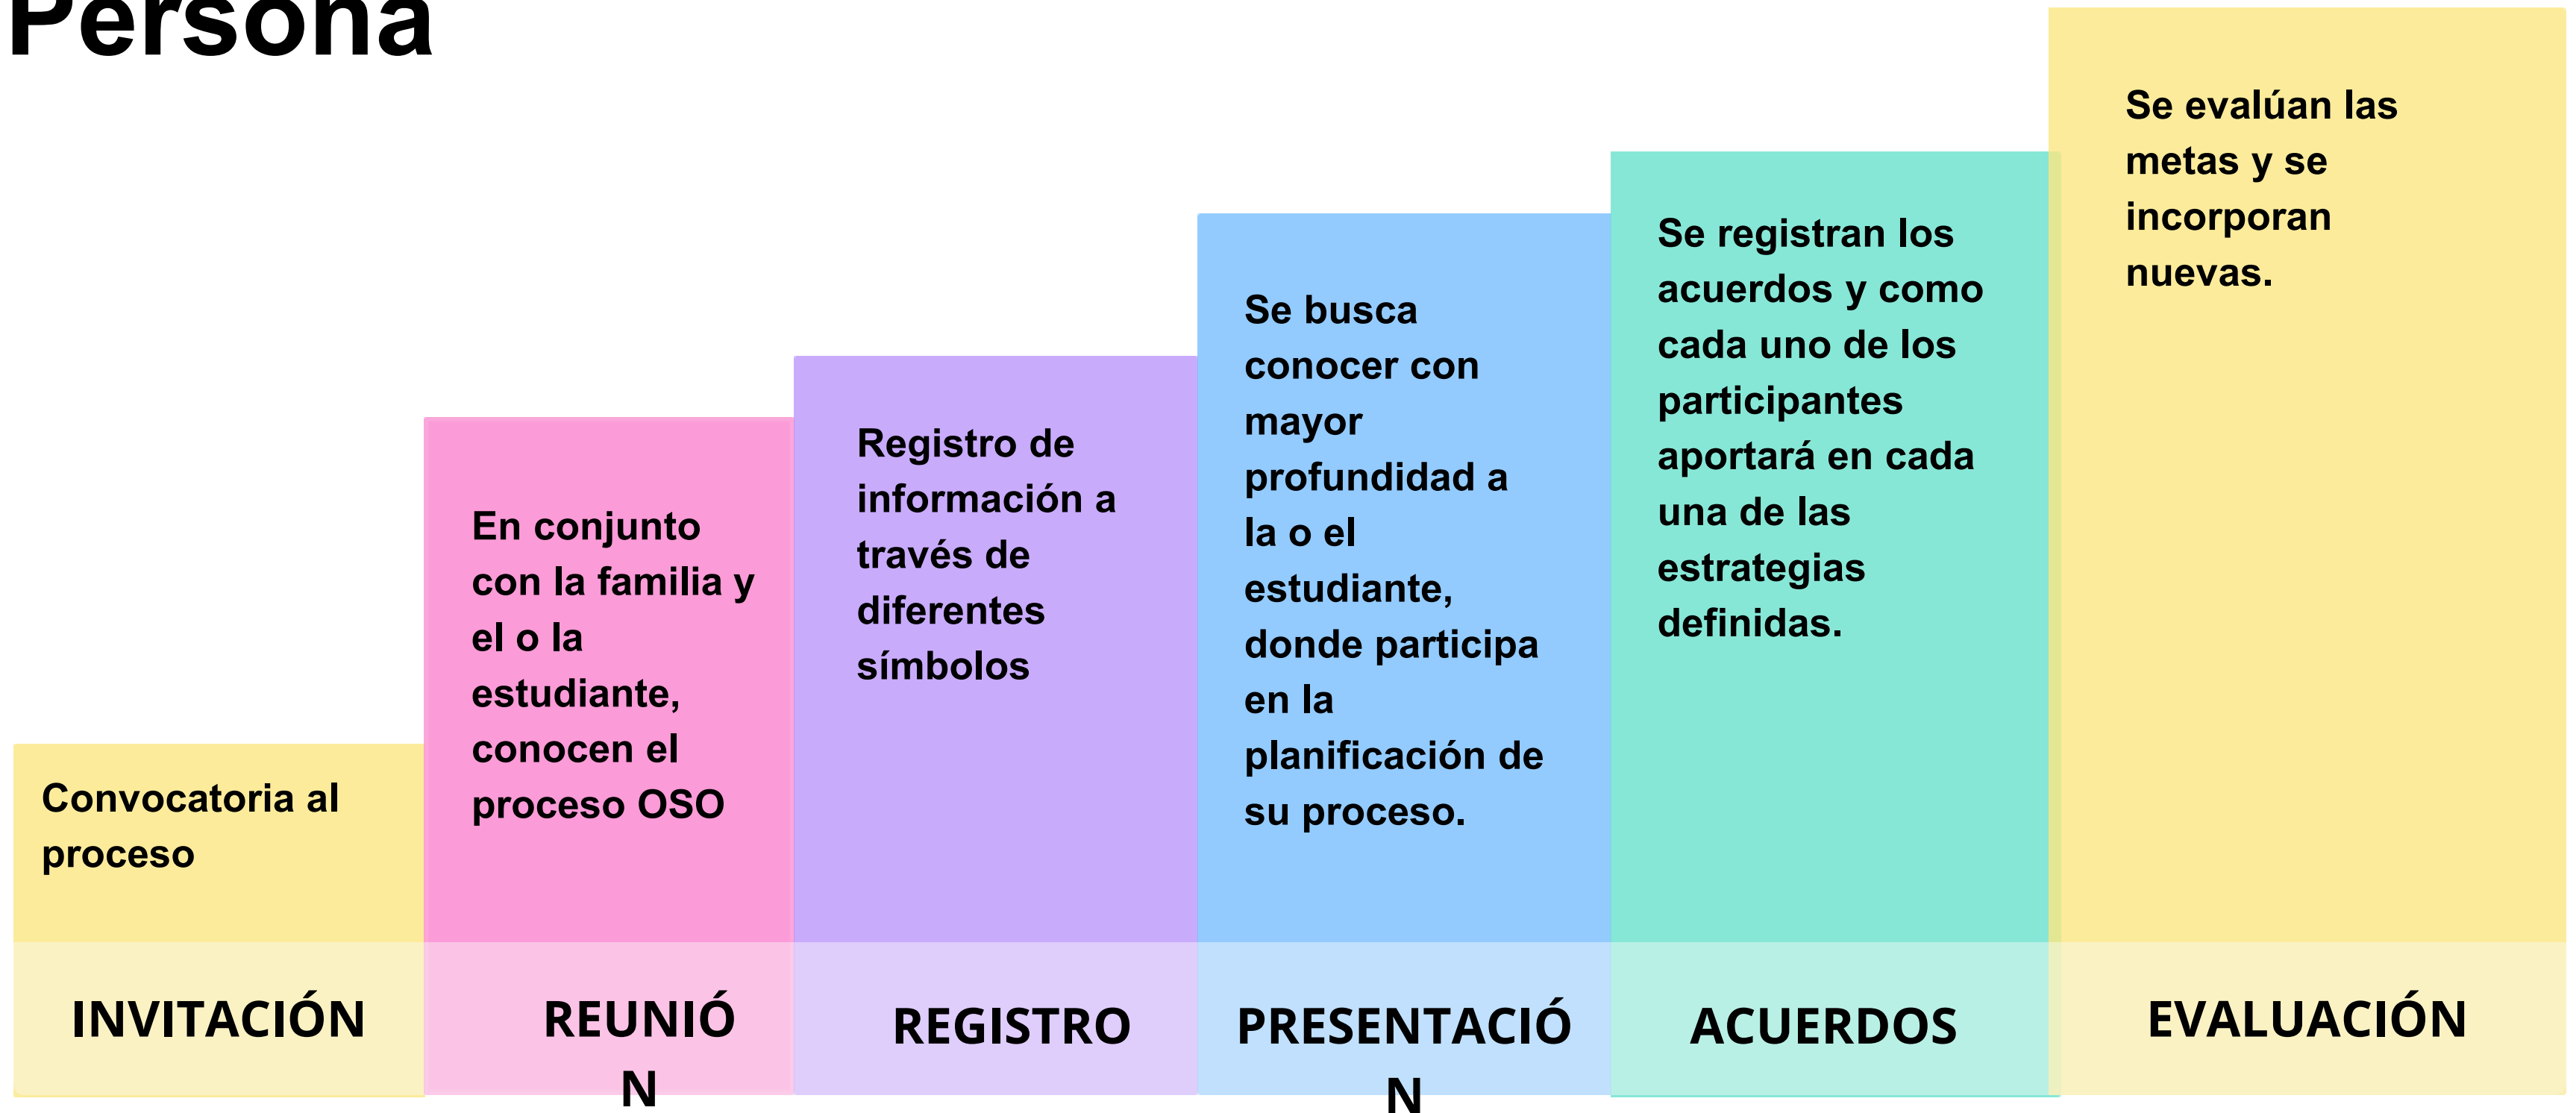 Persona
Convocatoria al
proceso
INVITACIÓN
En conjunto
con la familia y
el o la
estudiante,
conocen el
proceso OSO
REUNIÓ
N
Registro de
información a
través de
diferentes
símbolos
REGISTRO
Se busca
conocer con
mayor
profundidad a
la o el
estudiante,
donde participa
en la
planificación de
su proceso.
PRESENTACIÓ
N
Se registran los
acuerdos y como
cada uno de los
participantes
aportará en cada
una de las
estrategias
definidas.
ACUERDOS
Se evalúan las
metas y se
incorporan
nuevas.
EVALUACIÓN